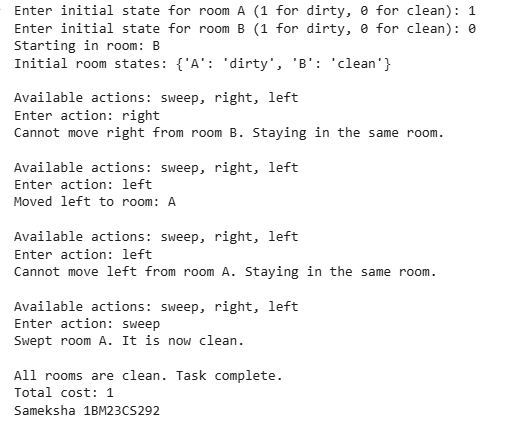 Enter initial state for room A (1 for dirty, 0 for clean): 1
Enter initial state for room B (1 for dirty, 0 for clean): 0
Starting in room: B
Initial room states: {'A': 'dirty', 'B': 'clean'}
Available actions: sweep, right, left
Enter action: right
Cannot move right from room B. Staying in the same room.
Available actions: sweep, right, left
Enter action: left
Moved left to room: A
Available actions: sweep, right, left
Enter action: left
Cannot move left from room A. Staying in the same room.
Available actions: sweep, right, left
Enter action: sweep
Swept room A. It is now clean.
All rooms are clean. Task complete.
Total cost: 1
Sameksha 1BM23CS292